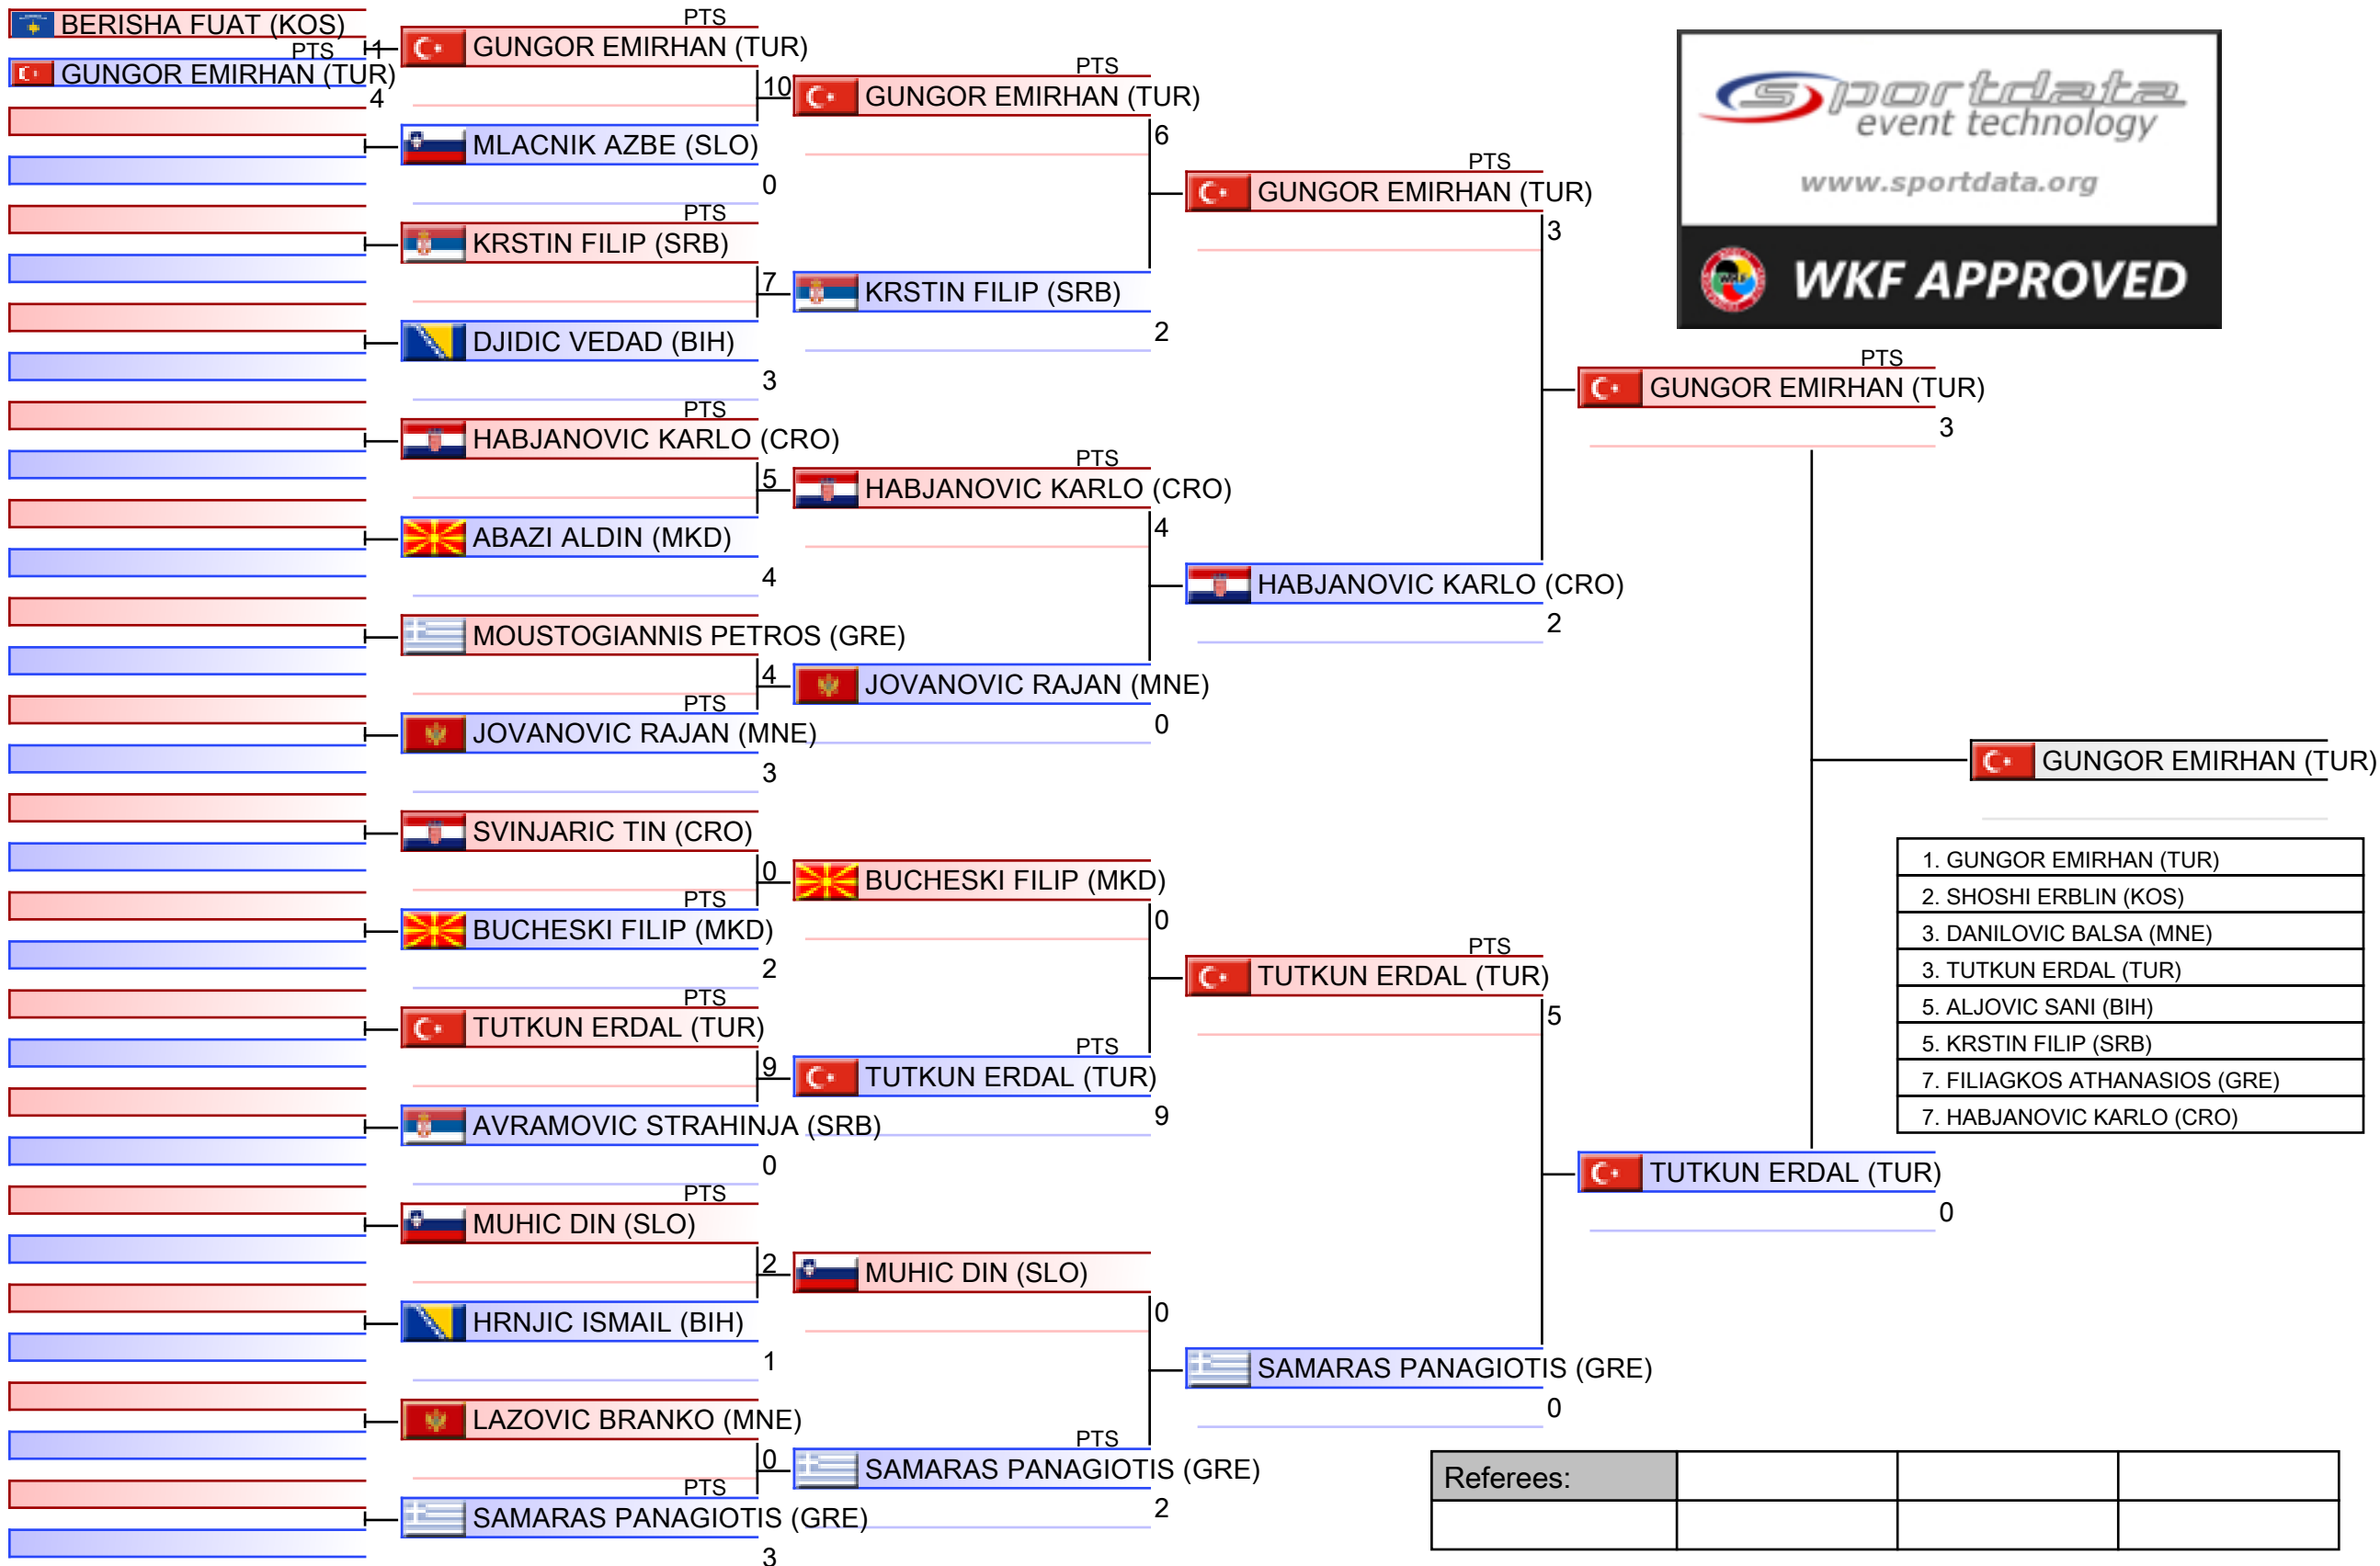 BERISHA FUAT (KOS)
PTS 1
GUNGOR EMIRHAN (TUR)
4
PTS
GUNGOR EMIRHAN (TUR)
10
MLACNIK AZBE (SLO)
0
PTS
KRSTIN FILIP (SRB)
7
DJIDIC VEDAD (BIH)
3
PTS
HABJANOVIC KARLO (CRO)
5
ABAZI ALDIN (MKD)
4
MOUSTOGIANNIS PETROS (GRE)
4
PTS
JOVANOVIC RAJAN (MNE)
3
SVINJARIC TIN (CRO)
0
PTS
BUCHESKI FILIP (MKD)
2
PTS
TUTKUN ERDAL (TUR)
9
AVRAMOVIC STRAHINJA (SRB)
0
PTS
MUHIC DIN (SLO)
2
HRNJIC ISMAIL (BIH)
1
LAZOVIC BRANKO (MNE)
0
PTS
SAMARAS PANAGIOTIS (GRE)
3
PTS
GUNGOR EMIRHAN (TUR)
6
KRSTIN FILIP (SRB)
2
PTS
HABJANOVIC KARLO (CRO)
4
JOVANOVIC RAJAN (MNE)
0
BUCHESKI FILIP (MKD)
0
PTS
TUTKUN ERDAL (TUR)
9
MUHIC DIN (SLO)
0
PTS
SAMARAS PANAGIOTIS (GRE)
2
PTS
GUNGOR EMIRHAN (TUR)
3
HABJANOVIC KARLO (CRO)
2
PTS
TUTKUN ERDAL (TUR)
5
SAMARAS PANAGIOTIS (GRE)
0
PTS
GUNGOR EMIRHAN (TUR)
3
TUTKUN ERDAL (TUR)
0
GUNGOR EMIRHAN (TUR)
sportdata
event technology
www.sportdata.org
WKF APPROVED
1. GUNGOR EMIRHAN (TUR)
2. SHOSHI ERBLIN (KOS)
3. DANILOVIC BALSA (MNE)
3. TUTKUN ERDAL (TUR)
5. ALJOVIC SANI (BIH)
5. KRSTIN FILIP (SRB)
7. FILIAGKOS ATHANASIOS (GRE)
7. HABJANOVIC KARLO (CRO)
Referees: